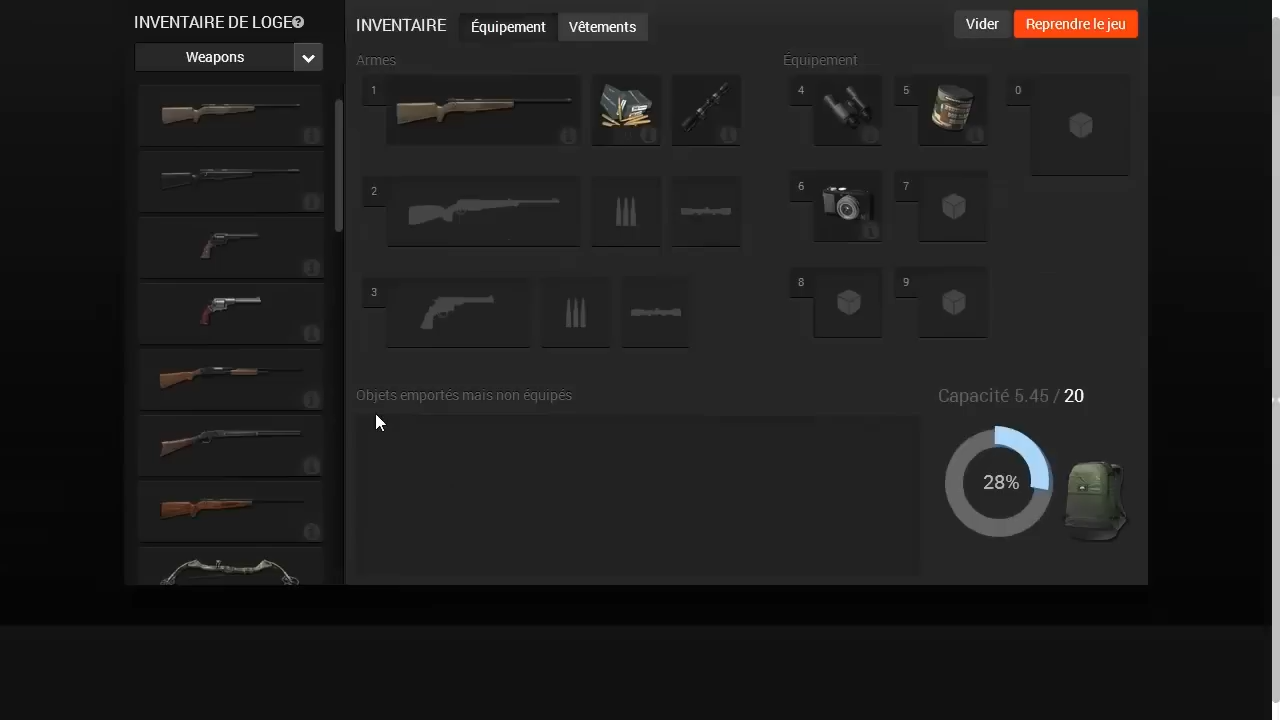 INVENTAIRE DE LOGE
Weapons
INVENTAIRE
Équipement
Vêtements
Vider
Reprendre le jeu
Armes
1
2
3
Équipement
4
5
0
6
7
8
9
Objets emportés mais non équipés
Capacité 5.45 / 20
28%